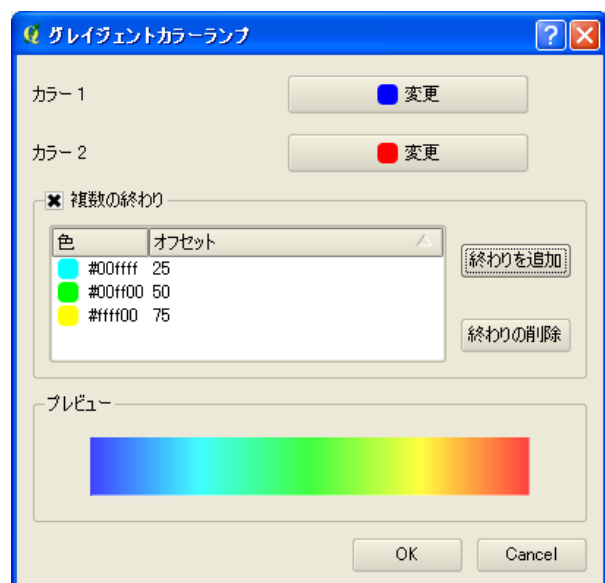 グレイジェントカラーランプ
カラー 1
変更
カラー 2
変更
複数の終わり
色 オフセット
#00ffff 25
#00ff00 50
#ffff00 75
終わりを追加
終わりの削除
プレビュー
OK Cancel